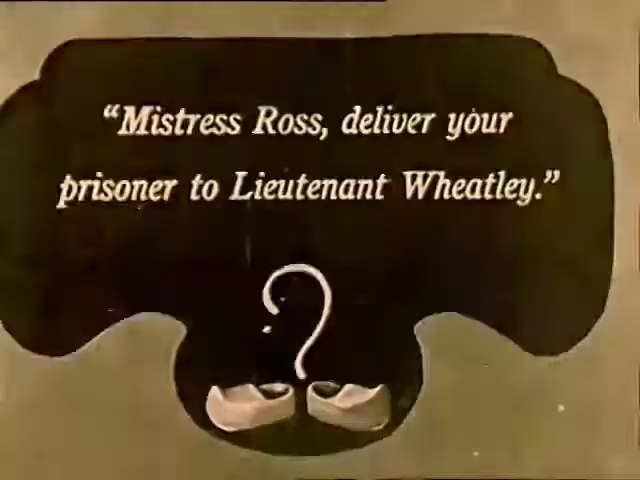 “Mistress Ross, deliver your
prisoner to Lieutenant Wheatley.”
?